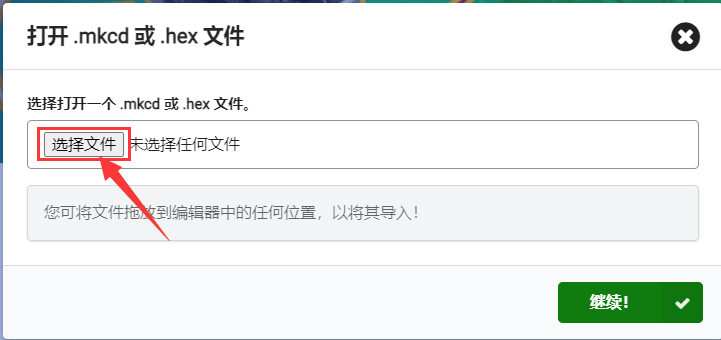 打开 .mkcd 或 .hex 文件
选择打开一个 .mkcd 或 .hex 文件。
选择文件 未选择任何文件
您可将文件拖放到编辑器中的任何位置，以将其导入！
继续！